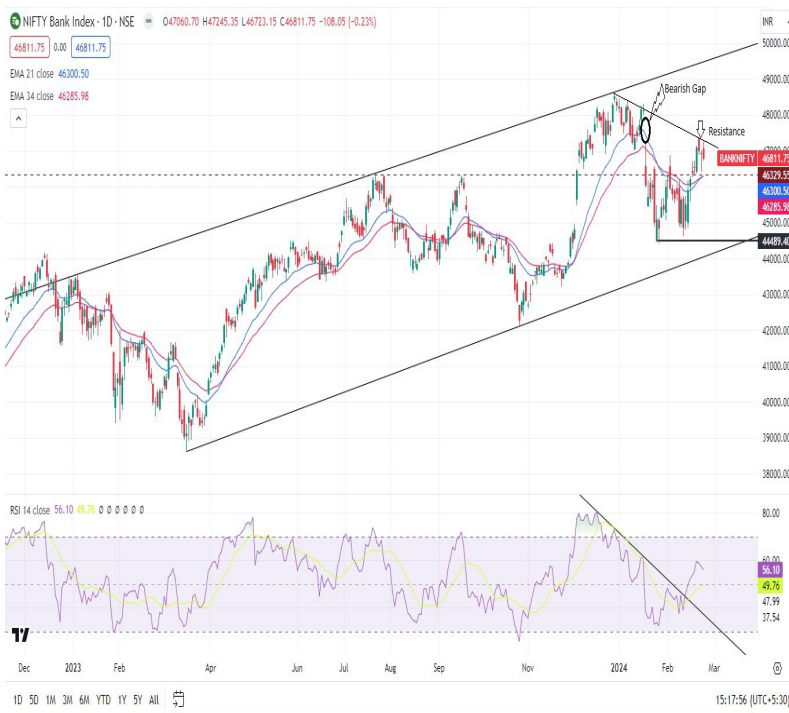 NIFTY Bank Index · 1D · NSE O47060.70 H47245.35 L46723.15 C46811.75 −108.05 (−0.23%)
INR
46811.75 0.00 46811.75
50000.00
EMA 21 close 46300.50
EMA 34 close 46285.98
49000.00
Bearish Gap
48000.00
Resistance
BANKNIFTY 46811.75
46329.55
46300.50
46285.98
45000.00
44489.40
44000.00
43000.00
42000.00
41000.00
40000.00
39000.00
38000.00
RSI 14 close 56.10 49.76 Ø Ø Ø Ø Ø Ø
80.00
56.10
49.76
47.99
37.54
Dec 2023 Feb Apr Jun Jul Aug Sep Nov 2024 Feb Mar
1D 5D 1M 3M 6M YTD 1Y 5Y All
15:17:56 (UTC+5:30)